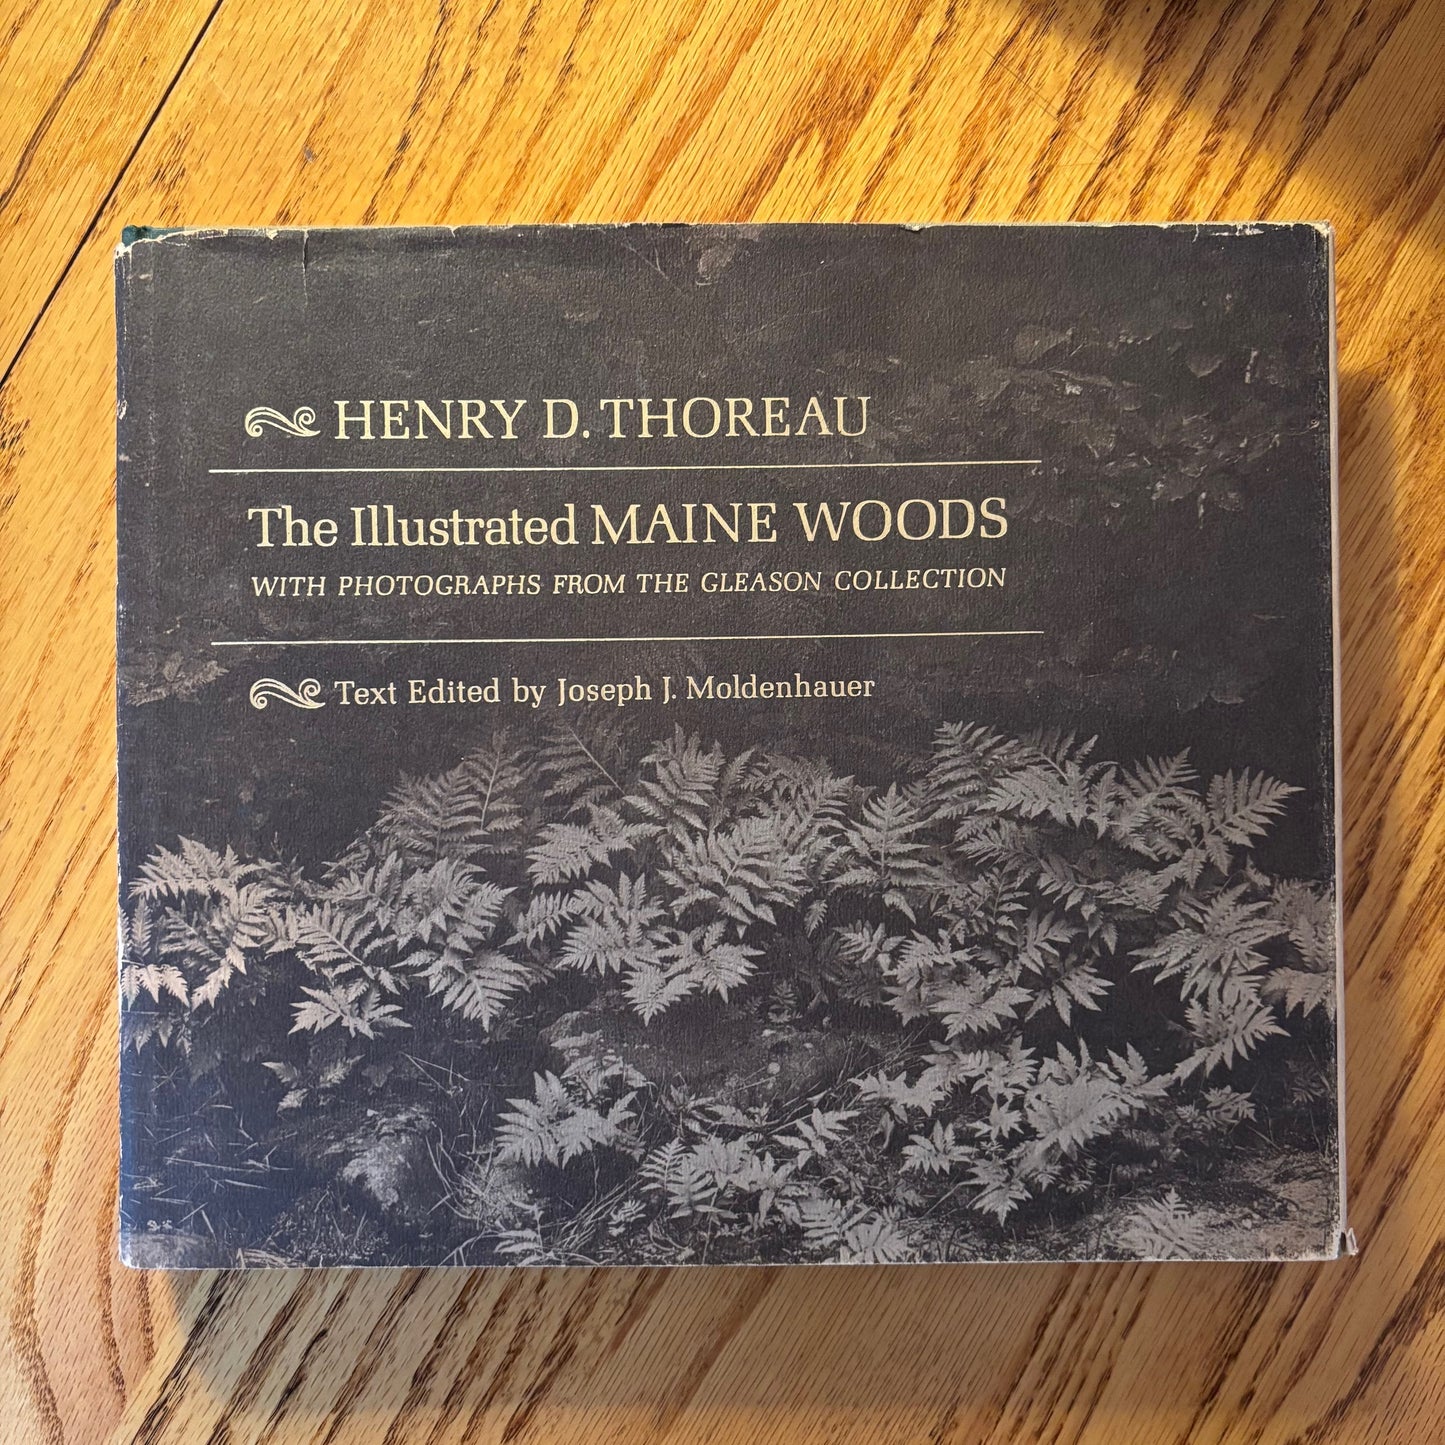 HENRY D. THOREAU
The Illustrated MAINE WOODS
WITH PHOTOGRAPHS FROM THE GLEASON COLLECTION
Text Edited by Joseph J. Moldenhauer